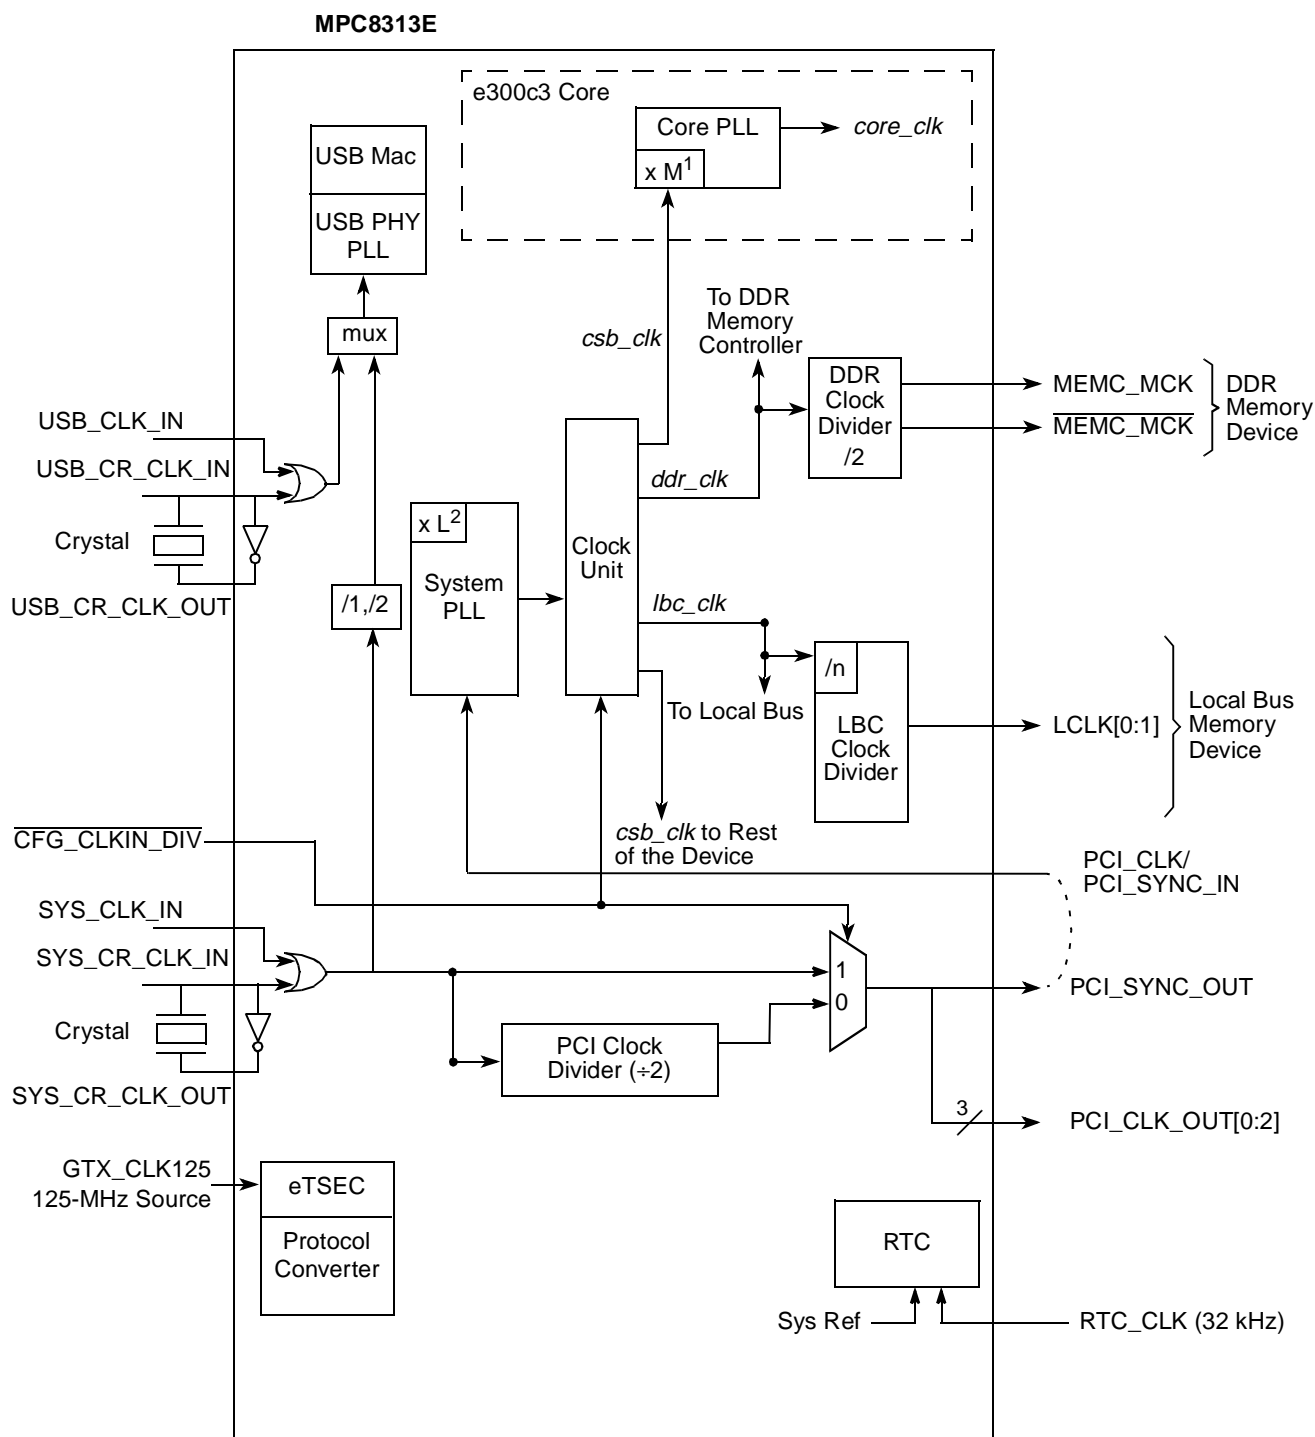 MPC8313E
e300c3 Core
Core PLL
core_clk
x M1
USB Mac
USB PHY
PLL
mux
csb_clk
To DDR
Memory
Controller
DDR
Clock
Divider
/2
MEMC_MCK
MEMC_MCK
DDR
Memory
Device
USB_CLK_IN
USB_CR_CLK_IN
Crystal
USB_CR_CLK_OUT
ddr_clk
x L2
System
PLL
Clock
Unit
/1,/2
lbc_clk
To Local Bus
/n
LBC
Clock
Divider
LCLK[0:1]
Local Bus
Memory
Device
csb_clk to Rest
of the Device
CFG_CLKIN_DIV
PCI_CLK/
PCI_SYNC_IN
SYS_CLK_IN
SYS_CR_CLK_IN
Crystal
SYS_CR_CLK_OUT
1
0
PCI_SYNC_OUT
PCI Clock
Divider (÷2)
3
PCI_CLK_OUT[0:2]
GTX_CLK125
125-MHz Source
eTSEC
Protocol
Converter
RTC
Sys Ref
RTC_CLK (32 kHz)